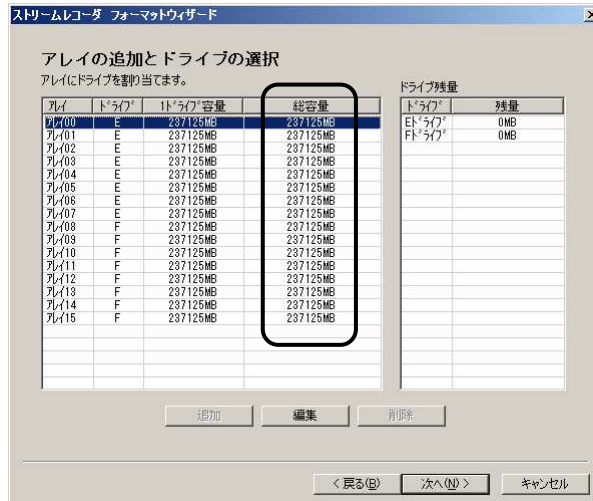 ストリームレコーダ フォーマットウィザード
アレイの追加とドライブの選択
アレイにドライブを割り当てます。
ドライブ残量
ｱﾚｲ ﾄﾞﾗｲﾌﾞ 1ﾄﾞﾗｲﾌﾞ容量 総容量
ｱﾚｲ00 E 237125MB 237125MB
ｱﾚｲ01 E 237125MB 237125MB
ｱﾚｲ02 E 237125MB 237125MB
ｱﾚｲ03 E 237125MB 237125MB
ｱﾚｲ04 E 237125MB 237125MB
ｱﾚｲ05 E 237125MB 237125MB
ｱﾚｲ06 E 237125MB 237125MB
ｱﾚｲ07 E 237125MB 237125MB
ｱﾚｲ08 F 237125MB 237125MB
ｱﾚｲ09 F 237125MB 237125MB
ｱﾚｲ10 F 237125MB 237125MB
ｱﾚｲ11 F 237125MB 237125MB
ｱﾚｲ12 F 237125MB 237125MB
ｱﾚｲ13 F 237125MB 237125MB
ｱﾚｲ14 F 237125MB 237125MB
ｱﾚｲ15 F 237125MB 237125MB
ﾄﾞﾗｲﾌﾞ 残量
Eﾄﾞﾗｲﾌﾞ 0MB
Fﾄﾞﾗｲﾌﾞ 0MB
追加 編集 削除
< 戻る(B) 次へ(N) > キャンセル